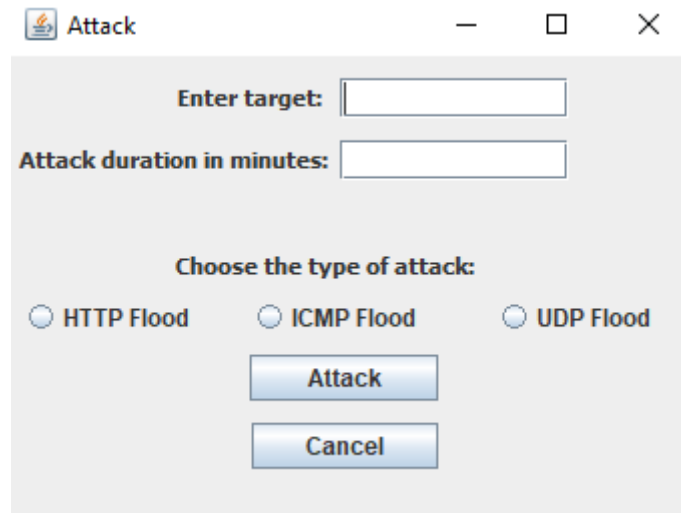 Attack
Enter target:
Attack duration in minutes:
Choose the type of attack:
HTTP Flood ICMP Flood UDP Flood
Attack
Cancel